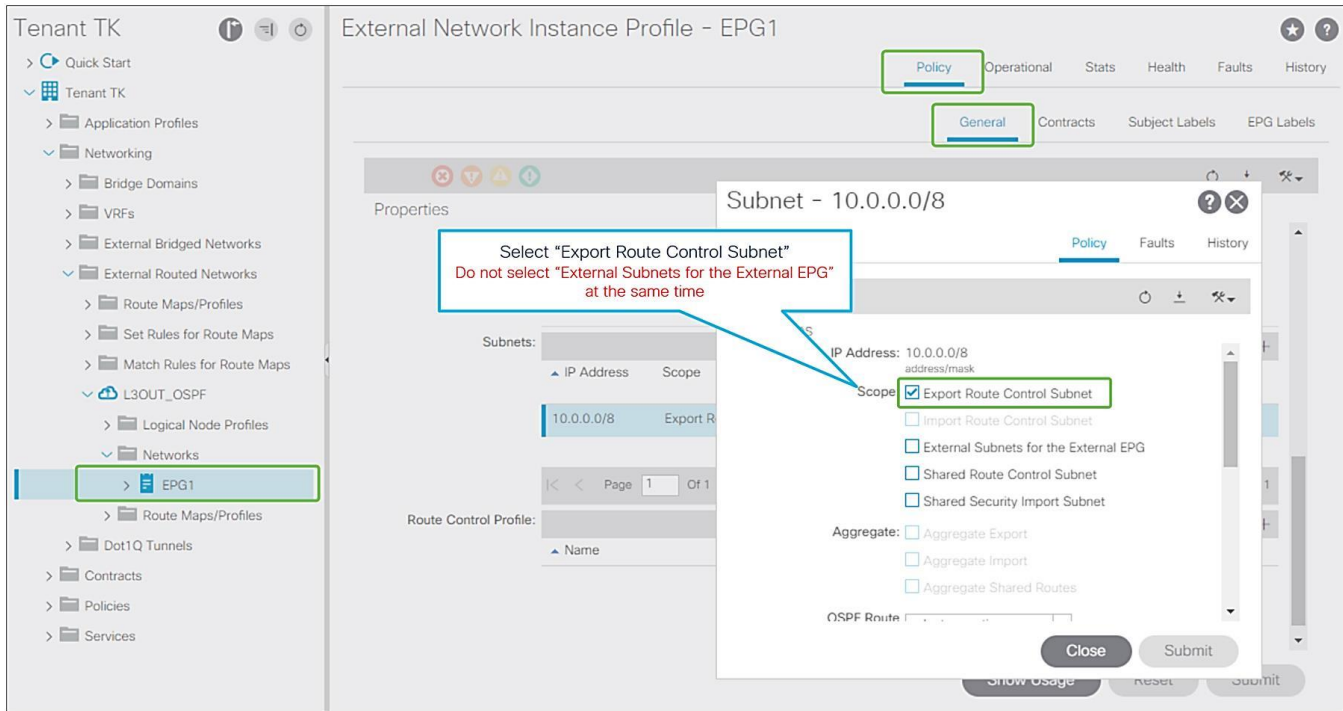 Tenant TK
Quick Start
Tenant TK
Application Profiles
Networking
Bridge Domains
VRFs
External Bridged Networks
External Routed Networks
Route Maps/Profiles
Set Rules for Route Maps
Match Rules for Route Maps
L3OUT_OSPF
Logical Node Profiles
Networks
EPG1
Route Maps/Profiles
Dot1Q Tunnels
Contracts
Policies
Services
External Network Instance Profile - EPG1
Policy Operational Stats Health Faults History
General Contracts Subject Labels EPG Labels
Properties
Select “Export Route Control Subnet”
Do not select “External Subnets for the External EPG”
at the same time
Subnets:
IP Address Scope
10.0.0.0/8 Export R
Page 1 Of 1
1
Route Control Profile:
Name
Subnet - 10.0.0.0/8
Policy Faults History
IP Address: 10.0.0.0/8
address/mask
Scope Export Route Control Subnet
Import Route Control Subnet
External Subnets for the External EPG
Shared Route Control Subnet
Shared Security Import Subnet
Aggregate: Aggregate Export
Aggregate Import
Aggregate Shared Routes
OSPF Route
Close Submit
Show Usage Reset Submit